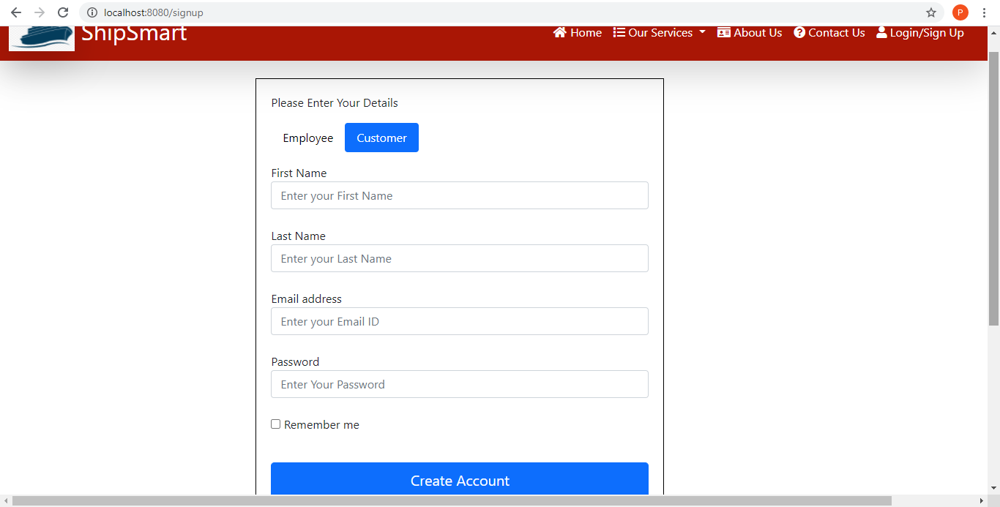 localhost:8080/signup
P
ShipSmart Home Our Services About Us Contact Us Login/Sign Up
Please Enter Your Details
Employee Customer
First Name
Enter your First Name
Last Name
Enter your Last Name
Email address
Enter your Email ID
Password
Enter Your Password
Remember me
Create Account